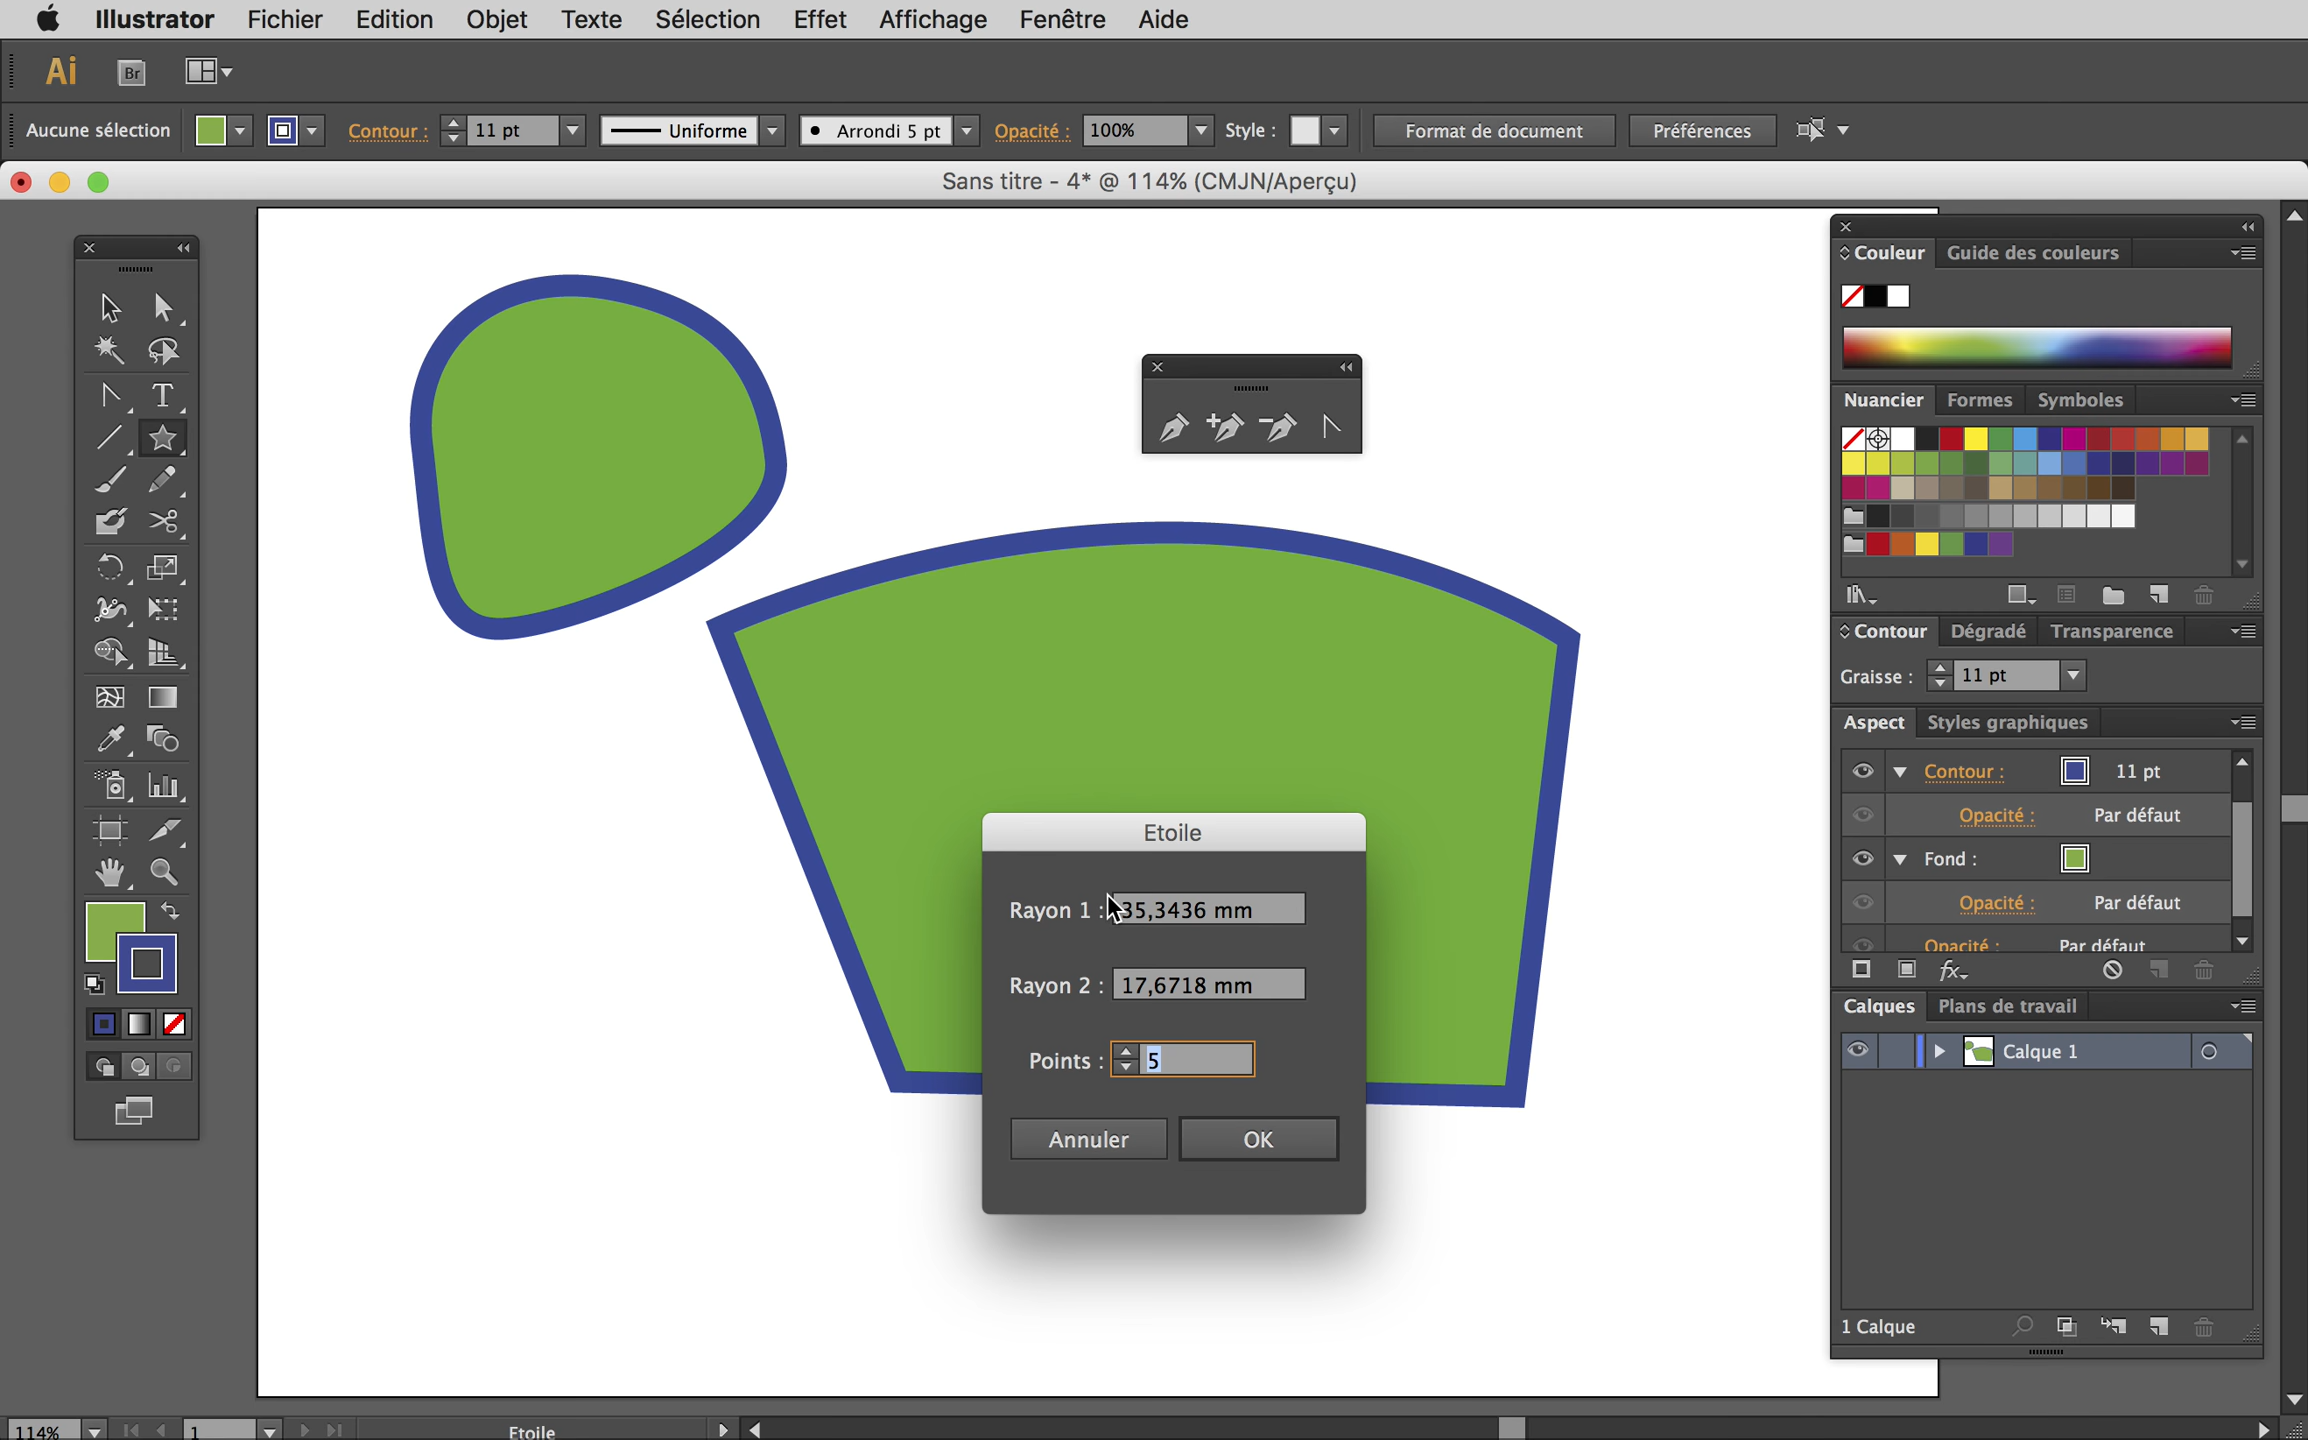 Illustrator Fichier Edition Objet Texte Sélection Effet Affichage Fenêtre Aide
Ai Br
Aucune sélection Contour : 11 pt Uniforme Arrondi 5 pt Opacité : 100% Style : Format de document Préférences
Sans titre - 4* @ 114% (CMJN/Aperçu)
Couleur Guide des couleurs
Nuancier Formes Symboles
Contour Dégradé Transparence
Graisse : 11 pt
Aspect Styles graphiques
Contour : 11 pt
Opacité : Par défaut
Fond :
Opacité : Par défaut
Opacité : Par défaut
fx
Calques Plans de travail
Calque 1
1 Calque
Etoile
Rayon 1 : 35,3436 mm
Rayon 2 : 17,6718 mm
Points : 5
Annuler OK
114% 1 Etoile